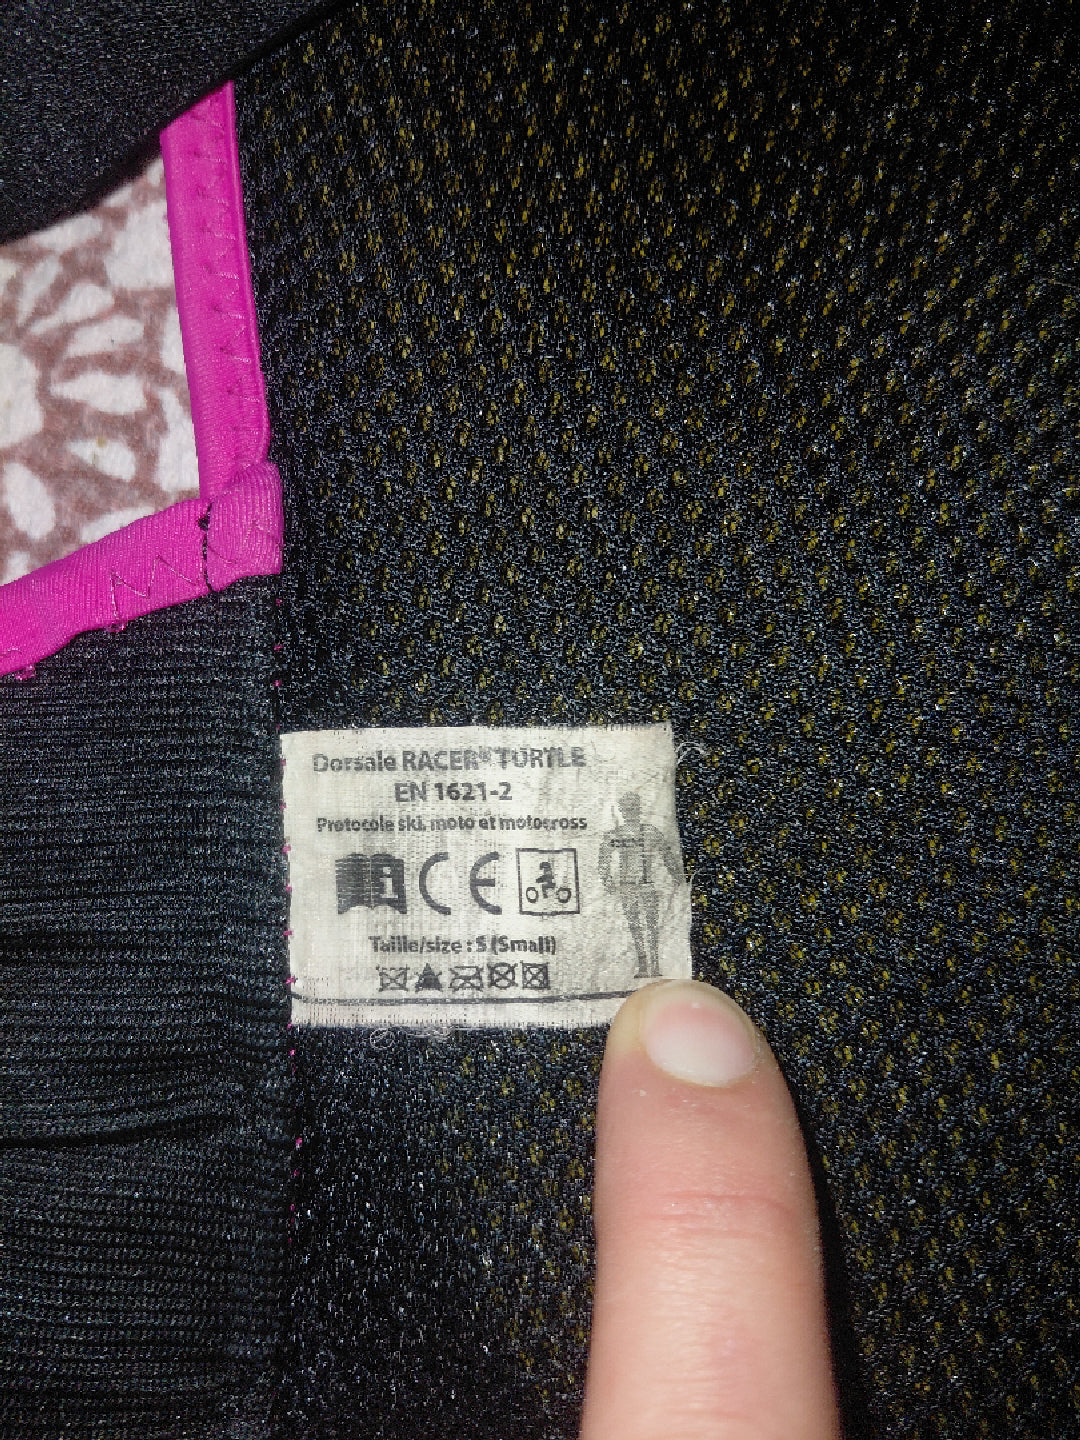 Dorsale RACER® TURTLE
EN 1621-2
Protocole ski, moto et motocross
i CE
Taille/size : S (Small)